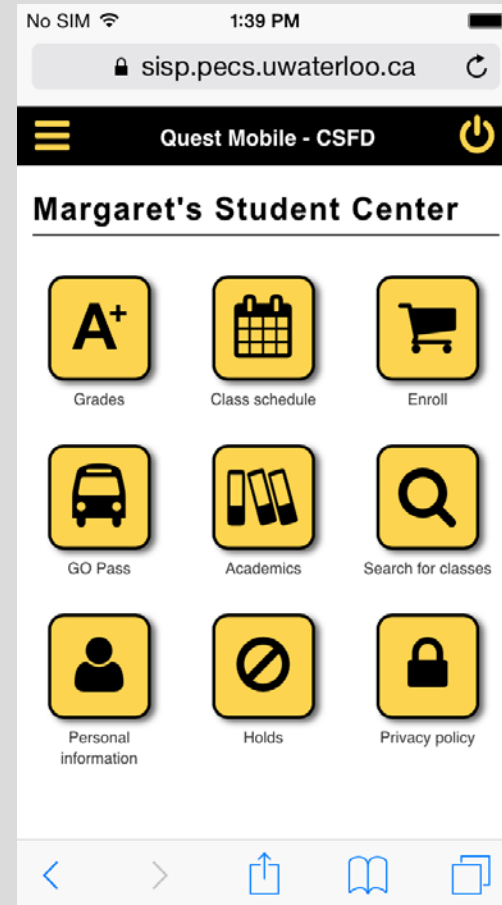 No SIM 1:39 PM
sisp.pecs.uwaterloo.ca
Quest Mobile - CSFD
Margaret's Student Center
A+
Grades Class schedule Enroll
GO Pass Academics Search for classes
Personal information Holds Privacy policy